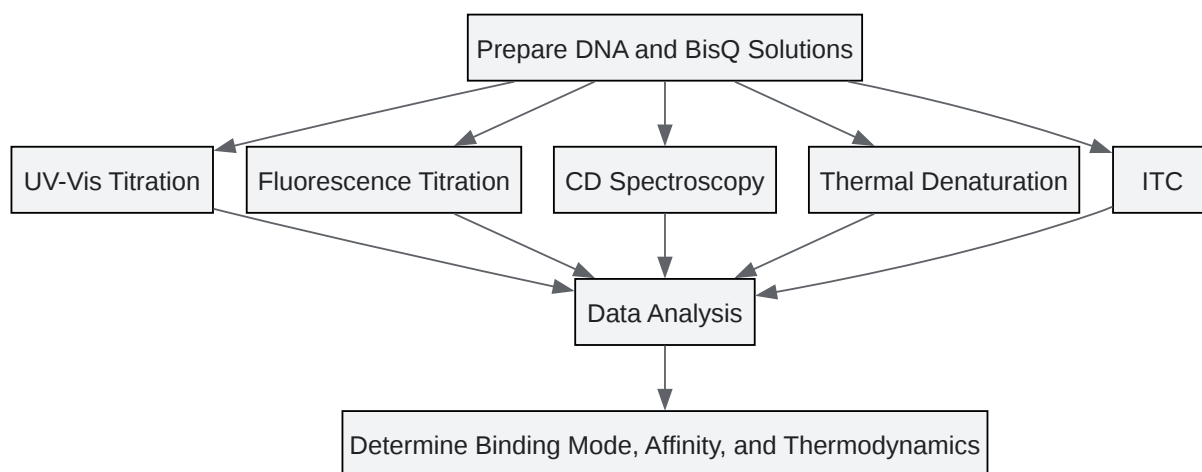 Prepare DNA and BisQ Solutions
UV-Vis Titration
Fluorescence Titration
CD Spectroscopy
Thermal Denaturation
ITC
Data Analysis
Determine Binding Mode, Affinity, and Thermodynamics